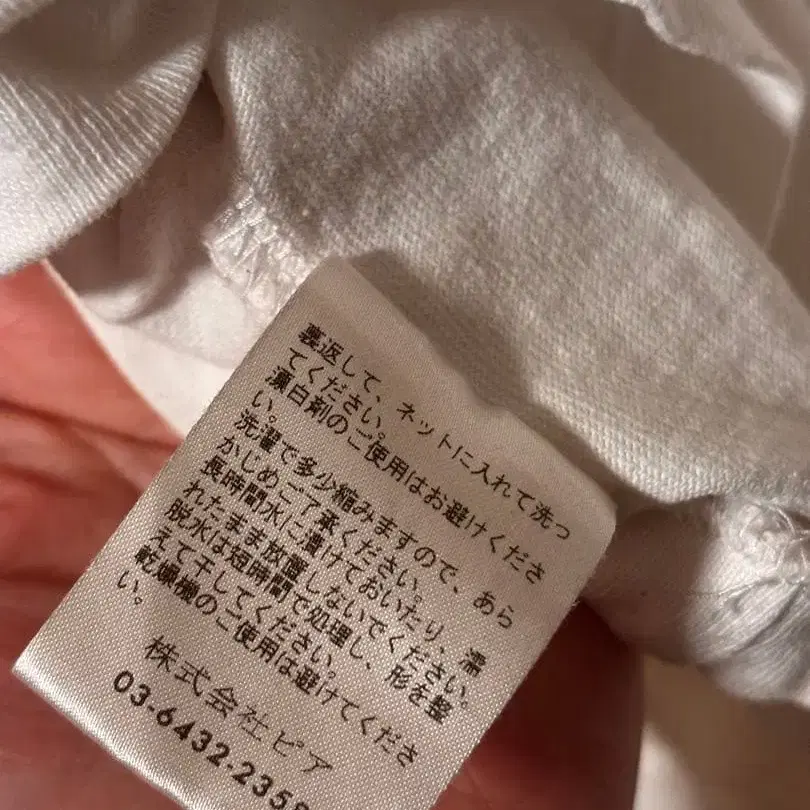 裏返して、ネットに入れて洗っ
てください。
漂白剤のご使用はお避けくださ
い。
洗濯で多少縮みますので、あら
かじめご了承ください。
長時間水に漬けておいたり、濡
れたまま放置しないでください。
脱水は短時間で処理し、形を整
えて干してください。
乾燥機のご使用は避けてくださ
い。
株式会社ピア
03-6432-2358